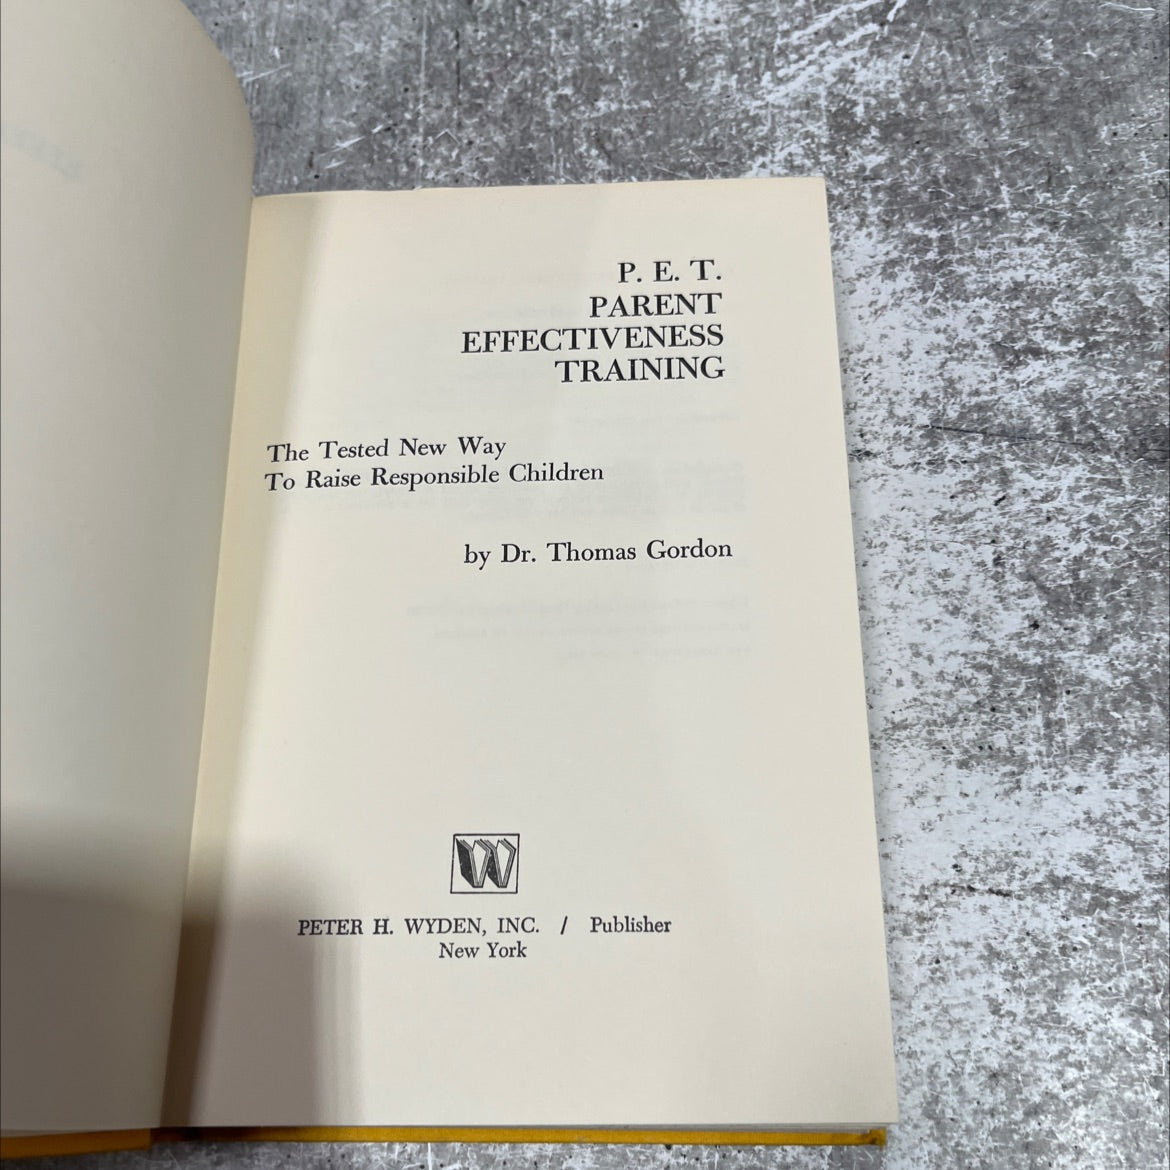 P. E. T.
PARENT
EFFECTIVENESS
TRAINING
The Tested New Way
To Raise Responsible Children
by Dr. Thomas Gordon
W
PETER H. WYDEN, INC. / Publisher
New York